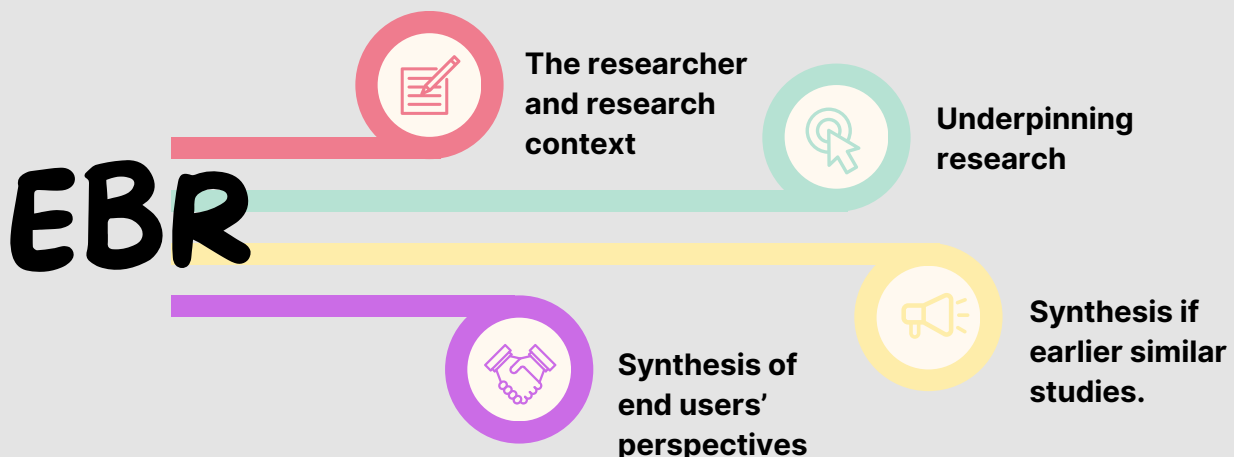 EBR
The researcher
and research
context
Underpinning
research
Synthesis if
earlier similar
studies.
Synthesis of
end users’
perspectives